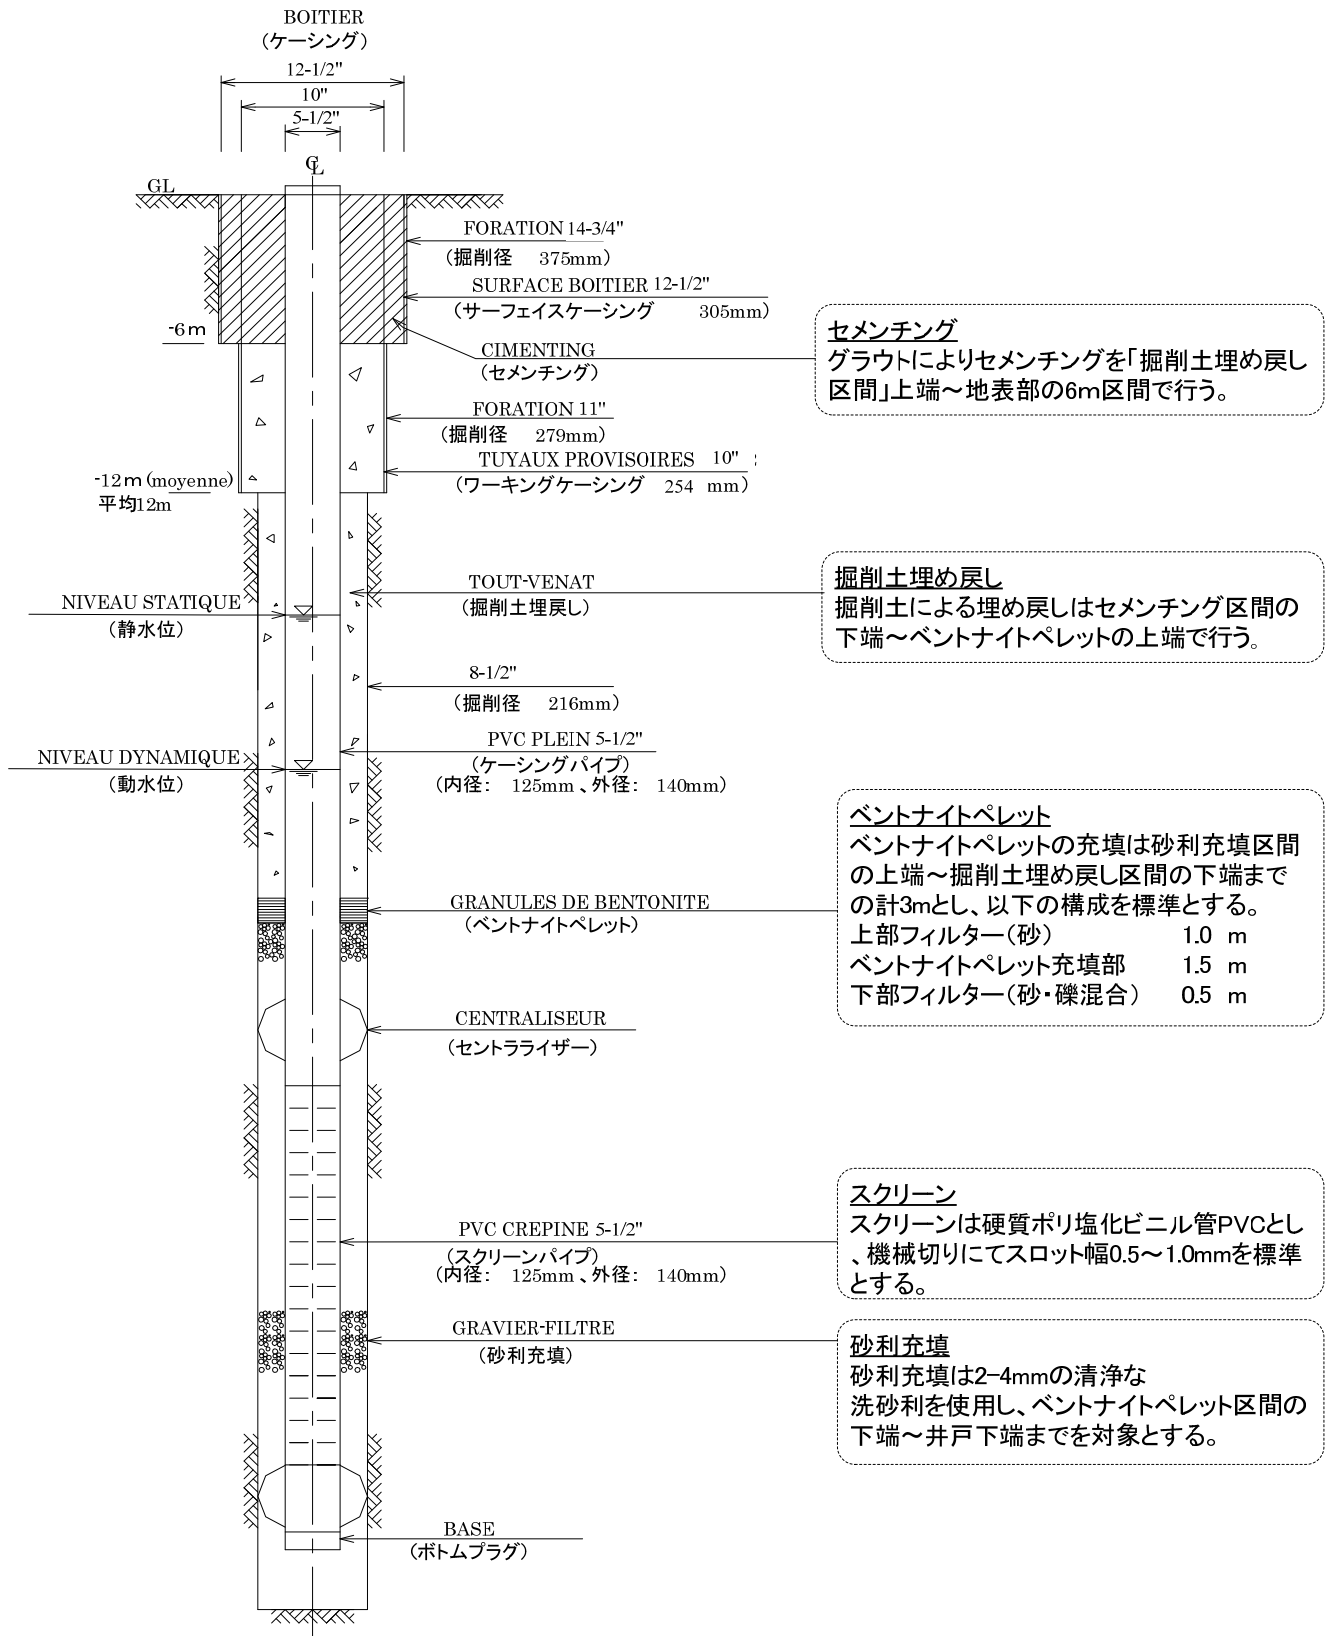 BOITIER
（ケーシング）
12-1/2"
10"
5-1/2"
GL
FORATION 14-3/4"
（掘削径　375mm）
SURFACE BOITIER 12-1/2"
（サーフェイスケーシング　305mm）
-6m
CIMENTING
（セメンチング）
セメンチング
グラウトによりセメンチングを「掘削土埋め戻し
区間」上端～地表部の6m区間で行う。
FORATION 11"
（掘削径　279mm）
TUYAUX PROVISOIRES 10"
（ワーキングケーシング　254 mm）
-12m (moyenne)
平均12m
TOUT-VENAT
（掘削土埋戻し）
掘削土埋め戻し
掘削土による埋め戻しはセメンチング区間の
下端～ベントナイトペレットの上端で行う。
NIVEAU STATIQUE
（静水位）
8-1/2"
（掘削径　216mm）
PVC PLEIN 5-1/2"
（ケーシングパイプ）
（内径：　125mm、外径：　140mm）
NIVEAU DYNAMIQUE
（動水位）
ベントナイトペレット
ベントナイトペレットの充填は砂利充填区間
の上端～掘削土埋め戻し区間の下端まで
の計3mとし、以下の構成を標準とする。
上部フィルター（砂）　1.0 m
ベントナイトペレット充填部　1.5 m
下部フィルター（砂・礫混合）　0.5 m
GRANULES DE BENTONITE
（ベントナイトペレット）
CENTRALISEUR
（セントラライザー）
PVC CREPINE 5-1/2"
（スクリーンパイプ）
（内径：　125mm、外径：　140mm）
スクリーン
スクリーンは硬質ポリ塩化ビニル管PVCとし
、機械切りにてスロット幅0.5～1.0mmを標準
とする。
GRAVIER-FILTRE
（砂利充填）
砂利充填
砂利充填は2-4mmの清浄な
洗砂利を使用し、ベントナイトペレット区間の
下端～井戸下端までを対象とする。
BASE
（ボトムプラグ）